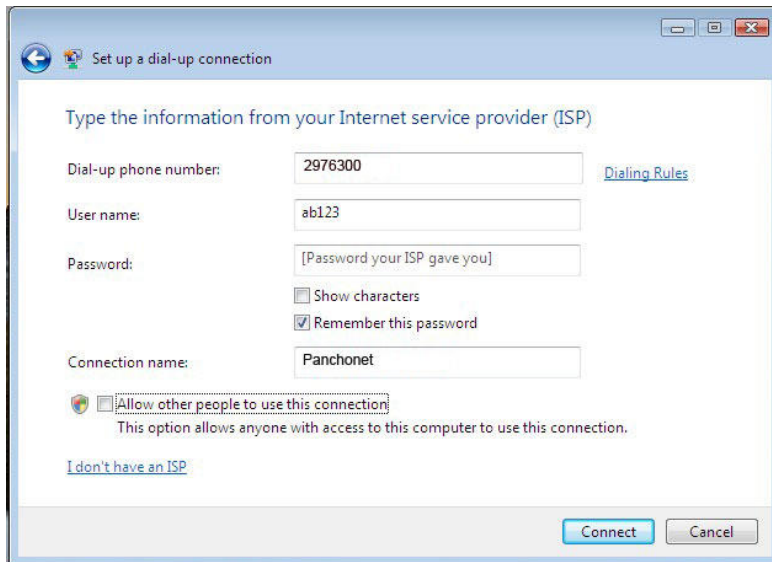 Set up a dial-up connection
Type the information from your Internet service provider (ISP)
Dial-up phone number: 2976300 Dialing Rules
User name: ab123
Password: [Password your ISP gave you]
Show characters
Remember this password
Connection name: Panchonet
Allow other people to use this connection
This option allows anyone with access to this computer to use this connection.
I don't have an ISP
Connect Cancel